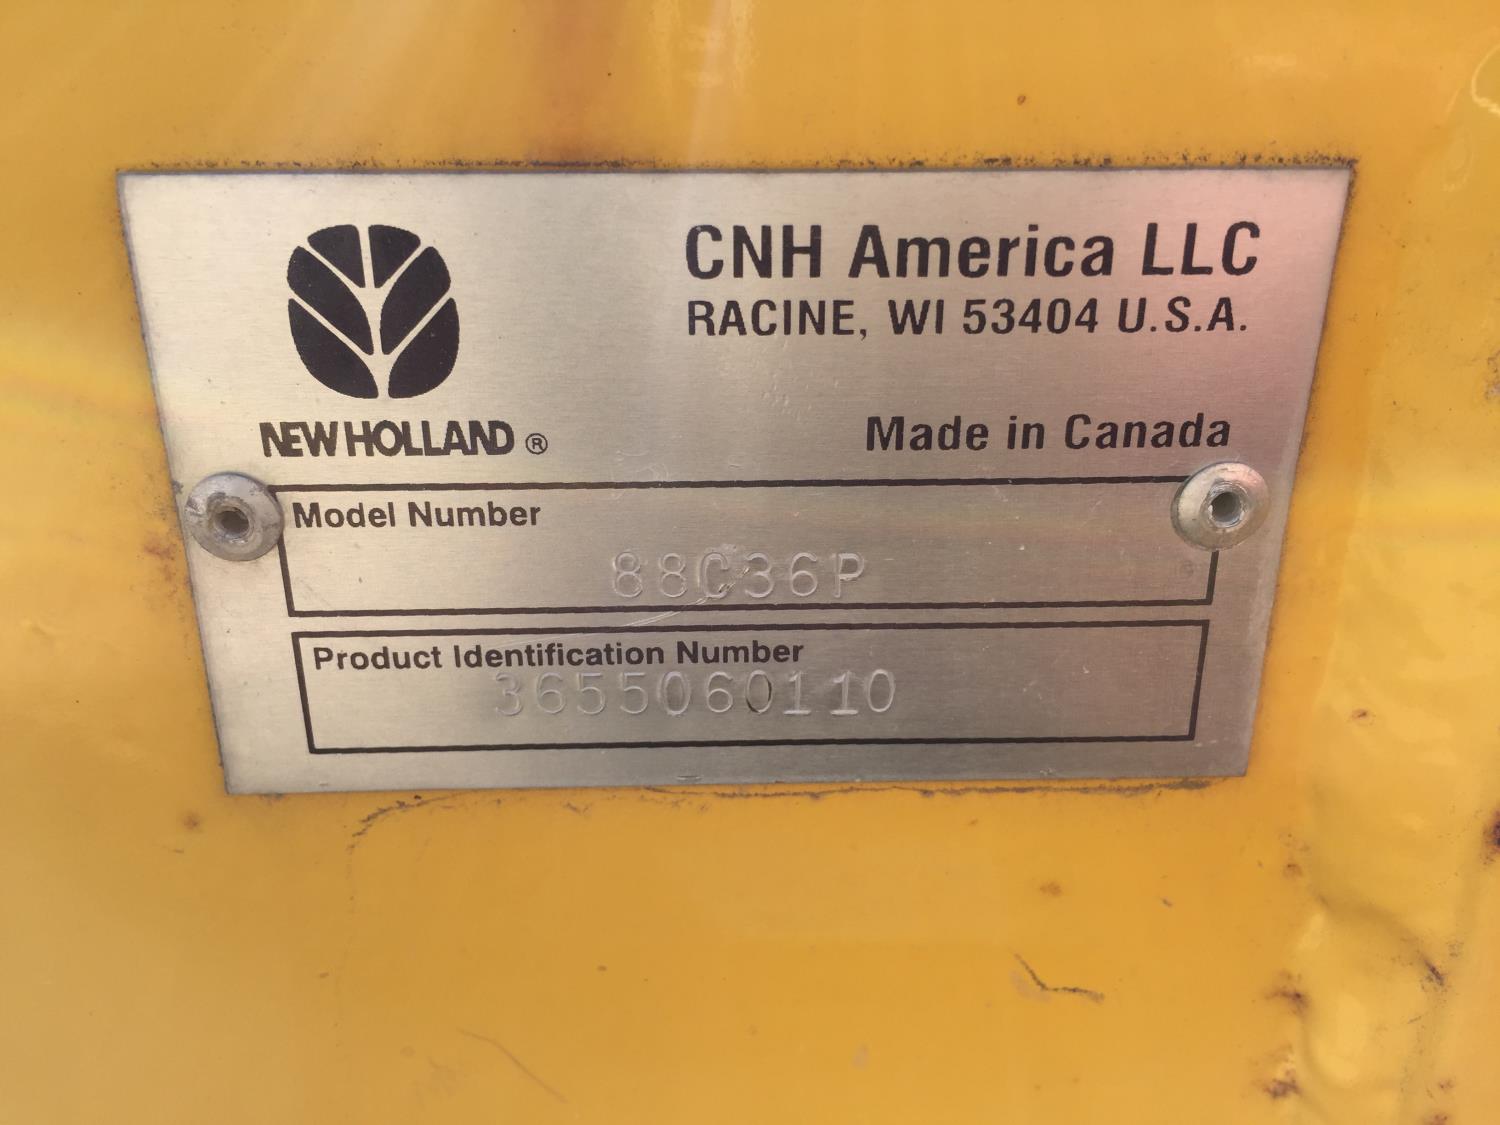 CNH America LLC
RACINE, WI 53404 U.S.A.
NEW HOLLAND ®
Made in Canada
Model Number
88C36P
Product Identification Number
3655060110